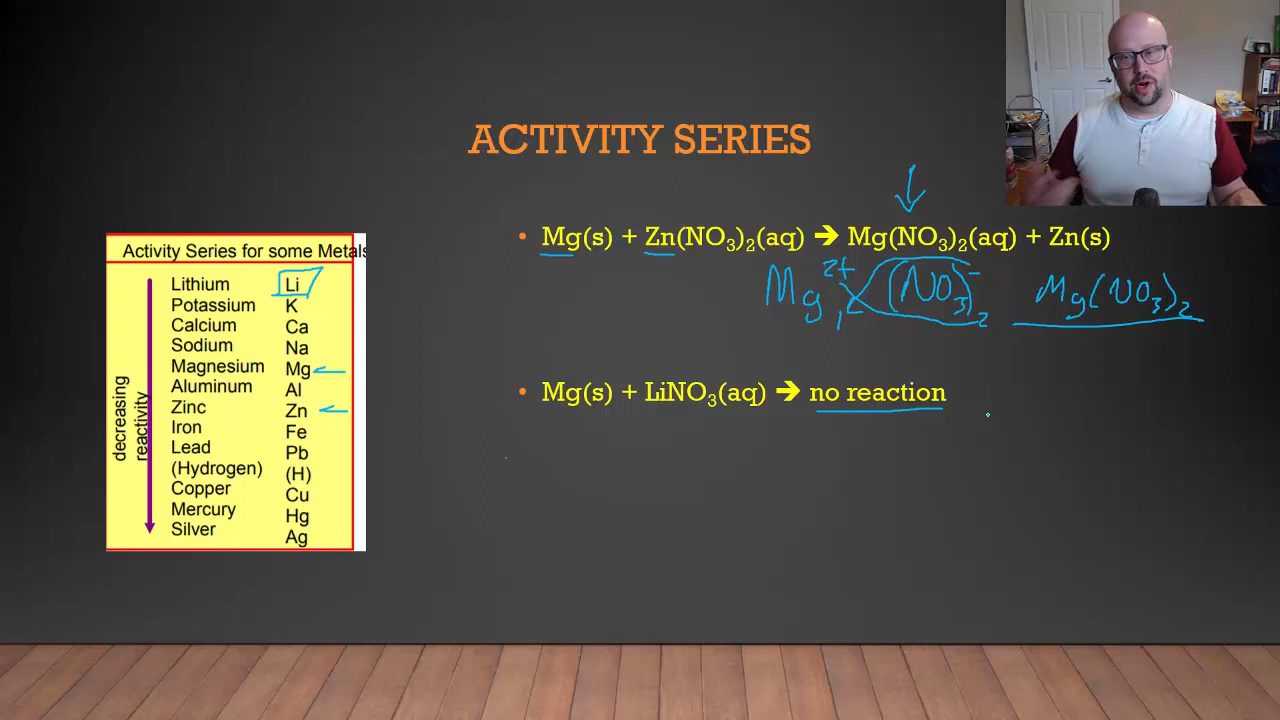 ACTIVITY SERIES
• Mg(s) + Zn(NO₃)₂(aq) ➔ Mg(NO₃)₂(aq) + Zn(s)
Mg₁²⁺ (NO₃)₂⁻ Mg(NO₃)₂
• Mg(s) + LiNO₃(aq) ➔ no reaction
Activity Series for some Metals
decreasing reactivity
Lithium Li
Potassium K
Calcium Ca
Sodium Na
Magnesium Mg
Aluminum Al
Zinc Zn
Iron Fe
Lead Pb
(Hydrogen) (H)
Copper Cu
Mercury Hg
Silver Ag